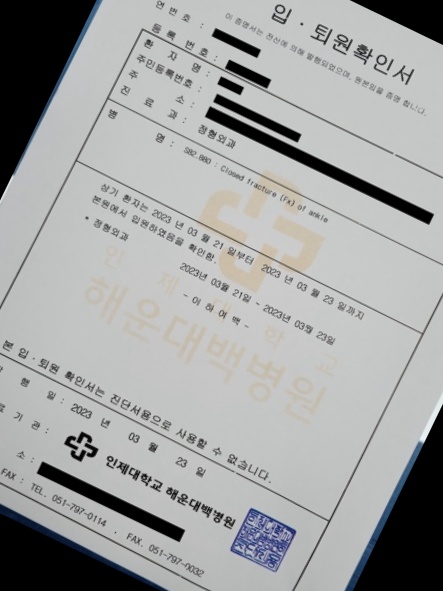 입 · 퇴원확인서
이 증명서는 전산에 의해 발행되었으며, 원본임을 증명 합니다.
연 번 호 :
등 록 번 호 :
환 자 명 :
주민등록번호 :
주 소 :
진 료 과 : 정형외과
병 명 : S82.880 : Closed fracture (Fx) of ankle
상기 환자는 2023 년 03 월 21 일부터 2023 년 03 월 23 일까지
본원에서 입원하였음을 확인함.
* 정형외과 2023년 03월21일 - 2023년 03월 23일
- 이 하 여 백 -
인 제 대 학 교
해운대백병원
본 입 · 퇴원 확인서는 진단서용으로 사용할 수 없습니다.
행 일 : 2023 년 03 월 23 일
기 관 : 인제대학교 해운대백병원
소 :
FAX : TEL. 051-797-0114 , FAX. 051-797-0032